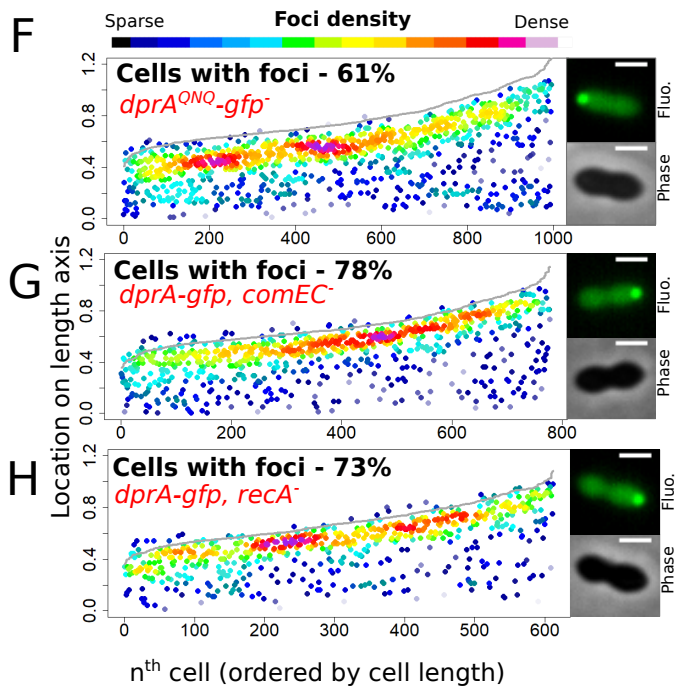 F
Sparse
Foci density
Dense
Cells with foci - 61%
dprA^QNQ-gfp^-
0.0
0.4
0.8
1.2
0
200
400
600
800
1000
Fluo.
Phase
G
Cells with foci - 78%
dprA-gfp, comEC^-
0.0
0.4
0.8
1.2
0
200
400
600
800
Fluo.
Phase
Location on length axis
H
Cells with foci - 73%
dprA-gfp, recA^-
0.0
0.4
0.8
1.2
0
100
200
300
400
500
600
Fluo.
Phase
n^th cell (ordered by cell length)